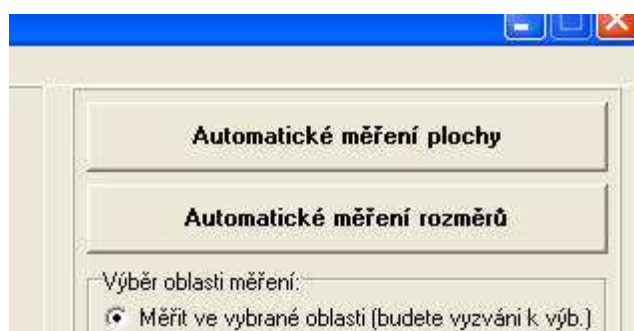 Automatické měření plochy
Automatické měření rozměrů
Výběr oblasti měření:
Měřit ve vybrané oblasti (budete vyzváni k výb.)